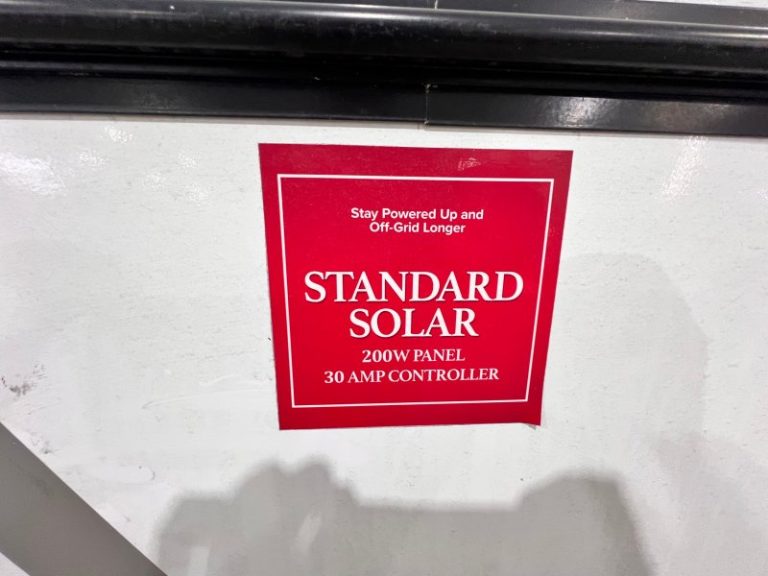 Stay Powered Up and
Off-Grid Longer
STANDARD
SOLAR
200W PANEL
30 AMP CONTROLLER